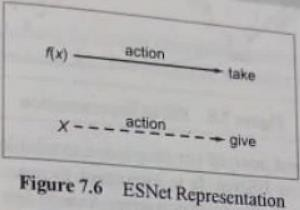 f(x) action take
X action give
Figure 7.6 ESNet Representation